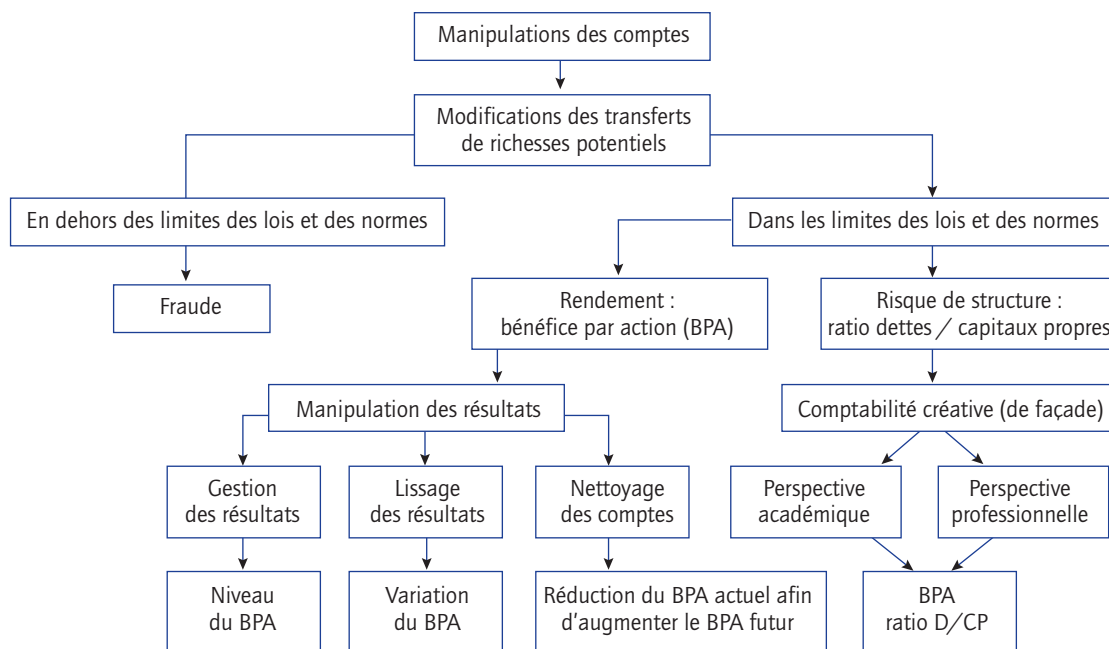 Manipulations des comptes
Modifications des transferts
de richesses potentiels
En dehors des limites des lois et des normes
Dans les limites des lois et des normes
Fraude
Rendement :
bénéfice par action (BPA)
Risque de structure :
ratio dettes / capitaux propres
Manipulation des résultats
Comptabilité créative (de façade)
Gestion
des résultats
Lissage
des résultats
Nettoyage
des comptes
Perspective
académique
Perspective
professionnelle
Niveau
du BPA
Variation
du BPA
Réduction du BPA actuel afin
d'augmenter le BPA futur
BPA
ratio D/CP